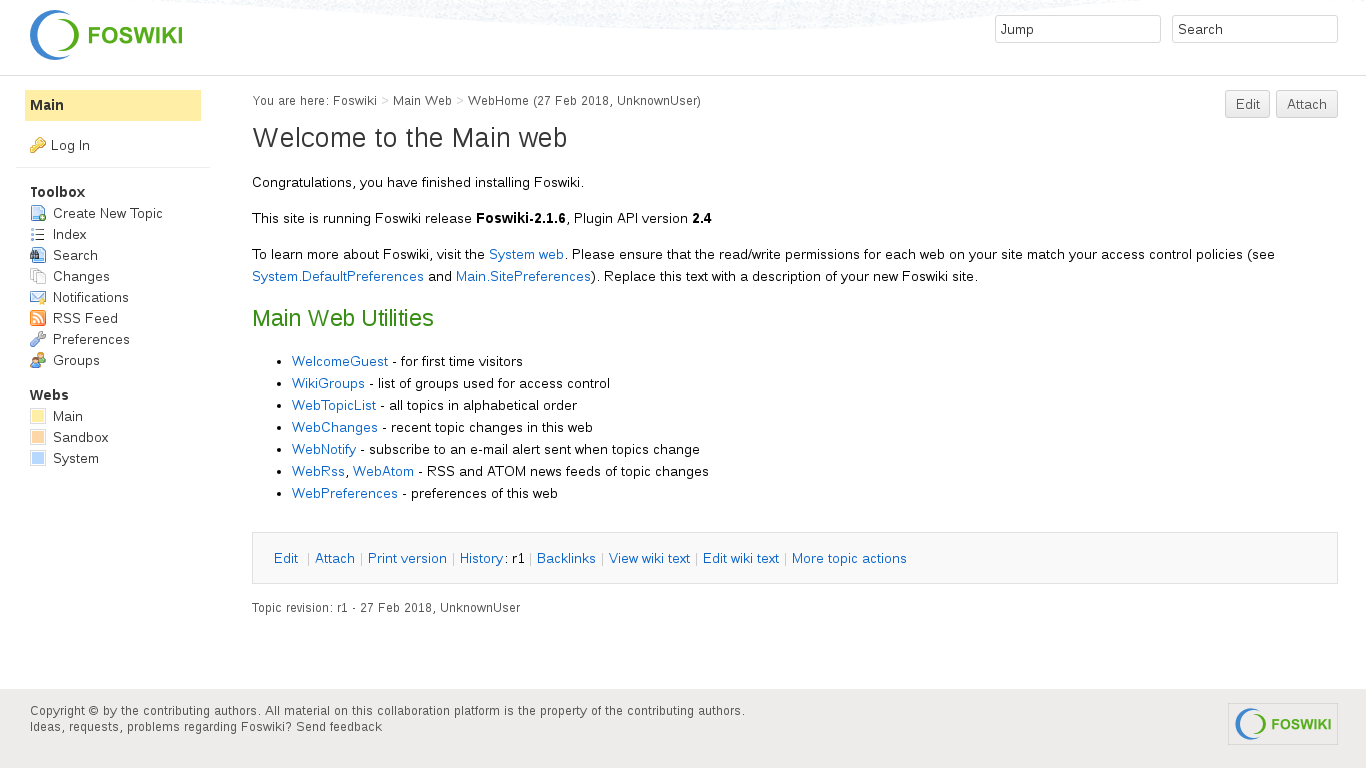 FOSWIKI
Jump
Search
Main
Log In
Toolbox
Create New Topic
Index
Search
Changes
Notifications
RSS Feed
Preferences
Groups
Webs
Main
Sandbox
System
You are here: Foswiki > Main Web > WebHome (27 Feb 2018, UnknownUser)
Edit
Attach
Welcome to the Main web
Congratulations, you have finished installing Foswiki.
This site is running Foswiki release Foswiki-2.1.6, Plugin API version 2.4
To learn more about Foswiki, visit the System web. Please ensure that the read/write permissions for each web on your site match your access control policies (see
System.DefaultPreferences and Main.SitePreferences). Replace this text with a description of your new Foswiki site.
Main Web Utilities
• WelcomeGuest - for first time visitors
• WikiGroups - list of groups used for access control
• WebTopicList - all topics in alphabetical order
• WebChanges - recent topic changes in this web
• WebNotify - subscribe to an e-mail alert sent when topics change
• WebRss, WebAtom - RSS and ATOM news feeds of topic changes
• WebPreferences - preferences of this web
Edit | Attach | Print version | History: r1 | Backlinks | View wiki text | Edit wiki text | More topic actions
Topic revision: r1 - 27 Feb 2018, UnknownUser
Copyright © by the contributing authors. All material on this collaboration platform is the property of the contributing authors.
Ideas, requests, problems regarding Foswiki? Send feedback
FOSWIKI